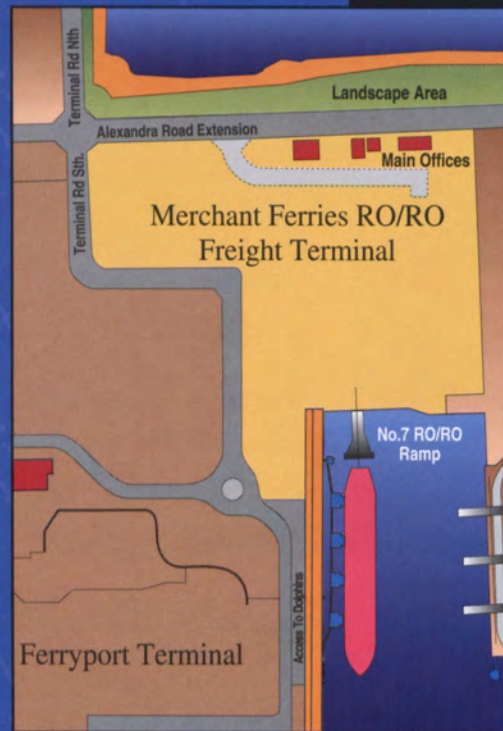 Terminal Rd Nth
Landscape Area
Alexandra Road Extension
Main Offices
Terminal Rd Sth.
Merchant Ferries RO/RO
Freight Terminal
No.7 RO/RO
Ramp
Access To Dolphins
Ferryport Terminal